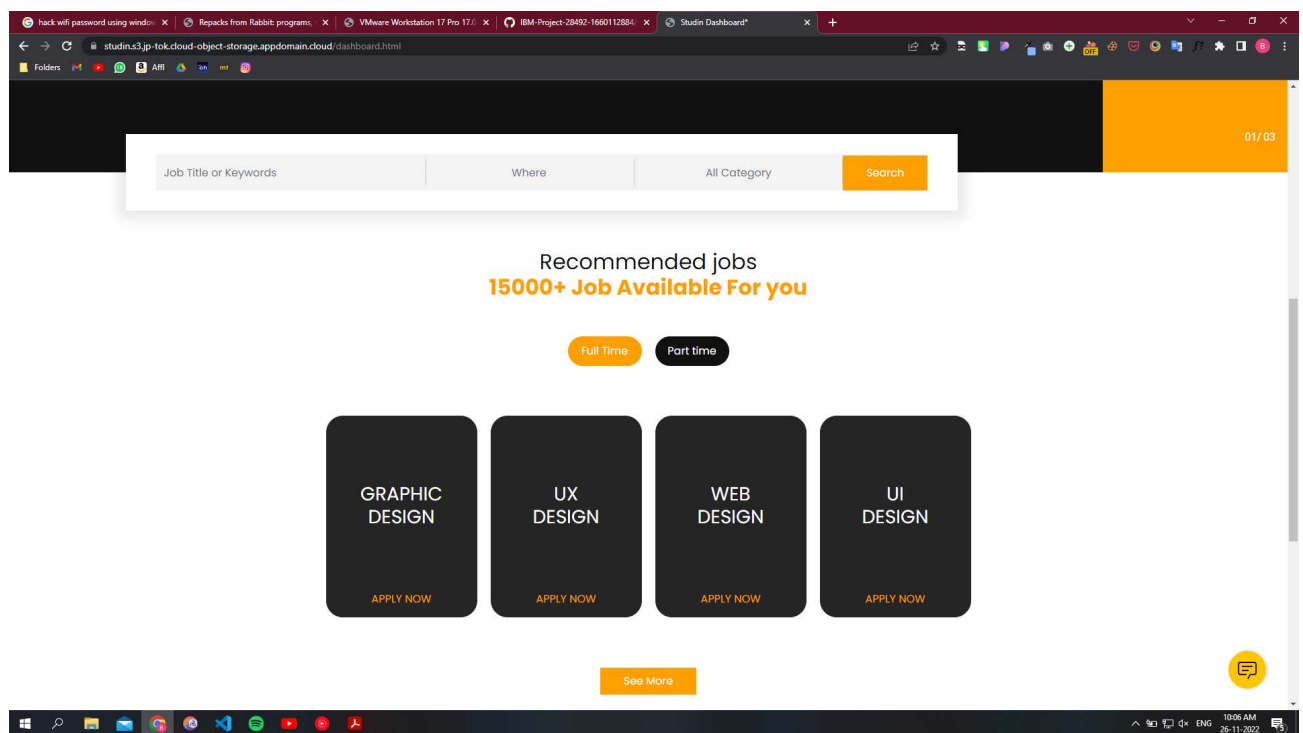 hack wifi password using window
Repacks from Rabbit: programs,
VMware Workstation 17 Pro 17.0
IBM-Project-28492-1660112884/
Studin Dashboard*
studin.s3.jp-tok.cloud-object-storage.appdomain.cloud/dashboard.html
OFF
B
Folders
Affl
01/ 03
Job Title or Keywords
Where
All Category
Search
Recommended jobs
15000+ Job Available For you
Full Time
Part time
GRAPHIC
DESIGN
APPLY NOW
UX
DESIGN
APPLY NOW
WEB
DESIGN
APPLY NOW
UI
DESIGN
APPLY NOW
See More
ENG
10:06 AM
26-11-2022